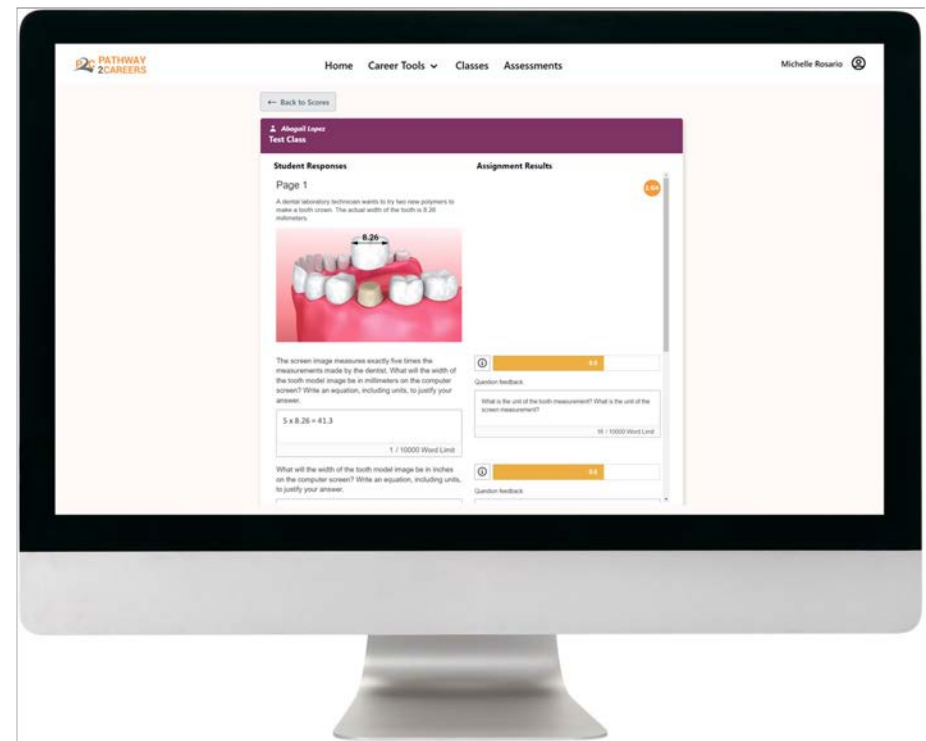 P2C PATHWAY
2CAREERS
Home Career Tools Classes Assessments
Michelle Rosario
← Back to Scores
Abagail Lopez
Test Class
Student Responses
Assignment Results
Page 1
A dental laboratory technician wants to try two new polymers to
make a tooth crown. The actual width of the tooth is 8.26
millimeters.
8.26
The screen image measures exactly five times the
measurements made by the dentist. What will the width of
the tooth model image be in millimeters on the computer
screen? Write an equation, including units, to justify your
answer.
5 x 8.26 = 41.3
1 / 10000 Word Limit
Question feedback
What is the unit of the tooth measurement? What is the unit of the
screen measurement?
16 / 10000 Word Limit
What will the width of the tooth model image be in inches
on the computer screen? Write an equation, including units,
to justify your answer.
Question feedback